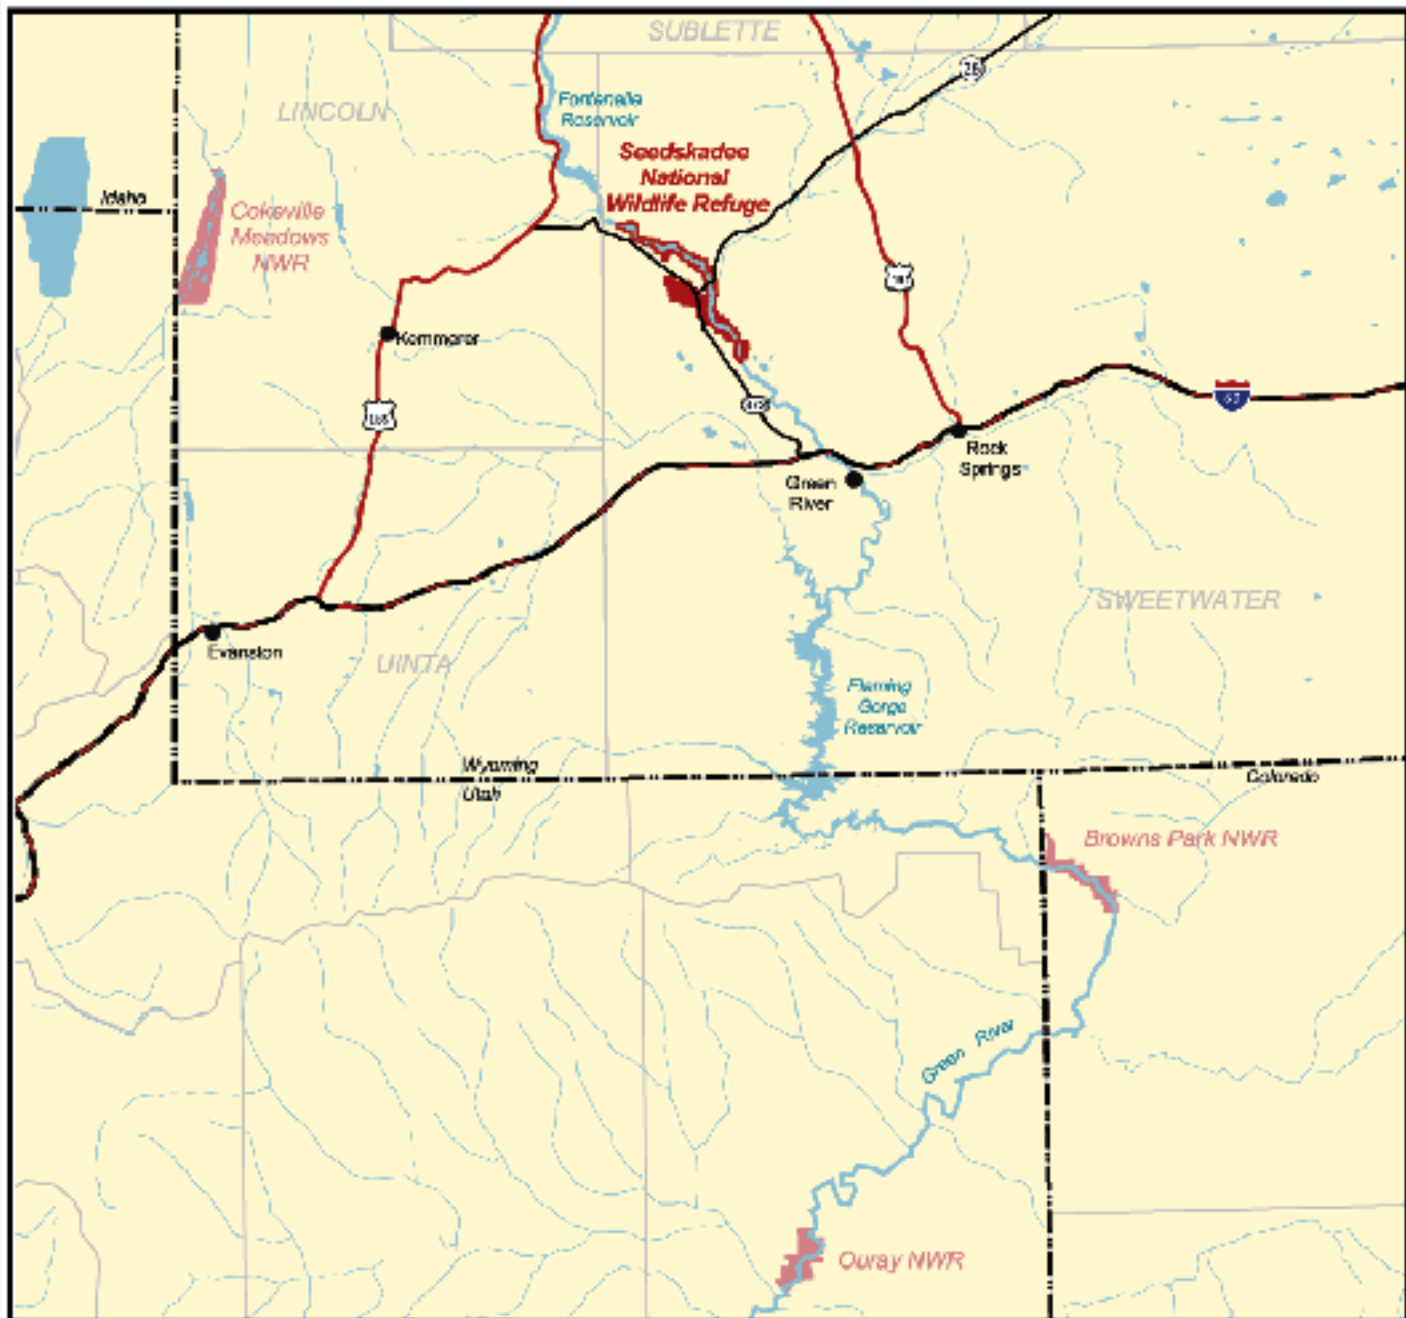 SUBLETTE
28
LINCOLN
Fontenelle
Reservoir
Seedskadee
National
Wildlife Refuge
Idaho
Cokeville
Meadows
NWR
Kemmerer
Rock
Springs
Green
River
SWEETWATER
Evanston
UINTA
Flaming
Gorge
Reservoir
Wyoming
Utah
Colorado
Browns Park NWR
Green River
Ouray NWR